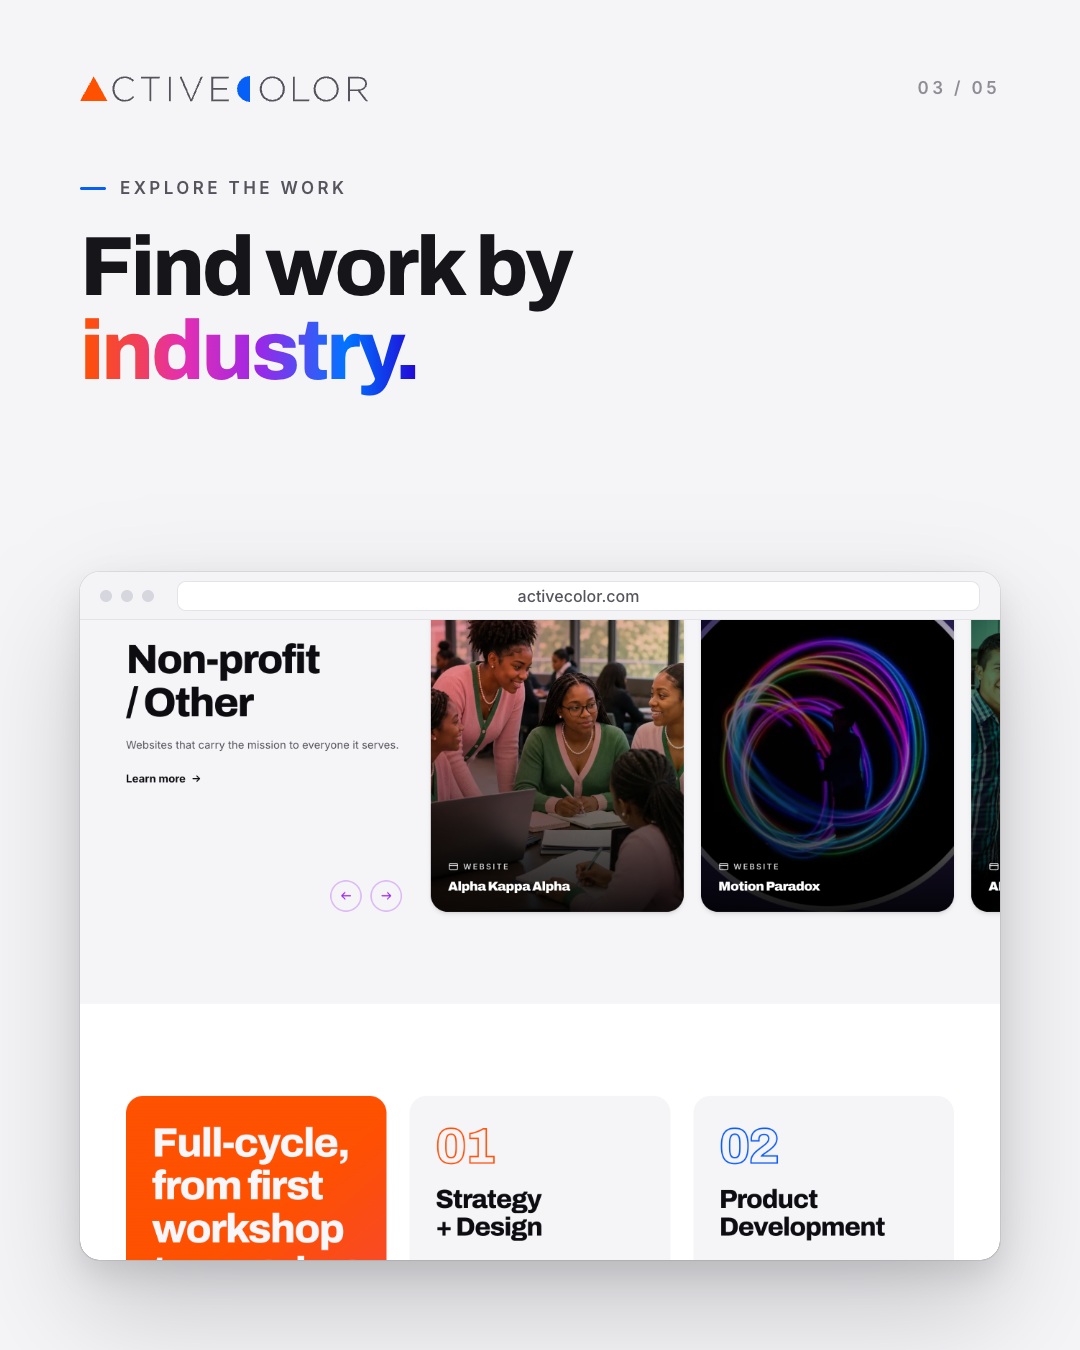 ACTIVECOLOR
03 / 05
EXPLORE THE WORK
Find work by
industry.
activecolor.com
Non-profit
/ Other
Websites that carry the mission to everyone it serves.
Learn more →
← →
WEBSITE
Alpha Kappa Alpha
WEBSITE
Motion Paradox
Full-cycle,
from first
workshop
01
Strategy
+ Design
02
Product
Development